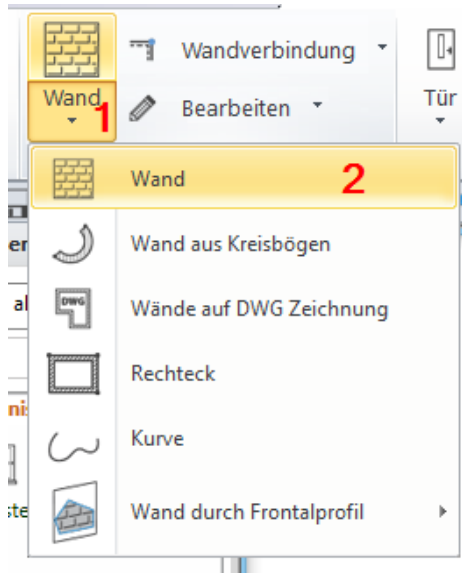 Wandverbindung
Wand
1
Bearbeiten
Tür
Wand 2
Wand aus Kreisbögen
DWG
Wände auf DWG Zeichnung
Rechteck
Kurve
Wand durch Frontalprofil